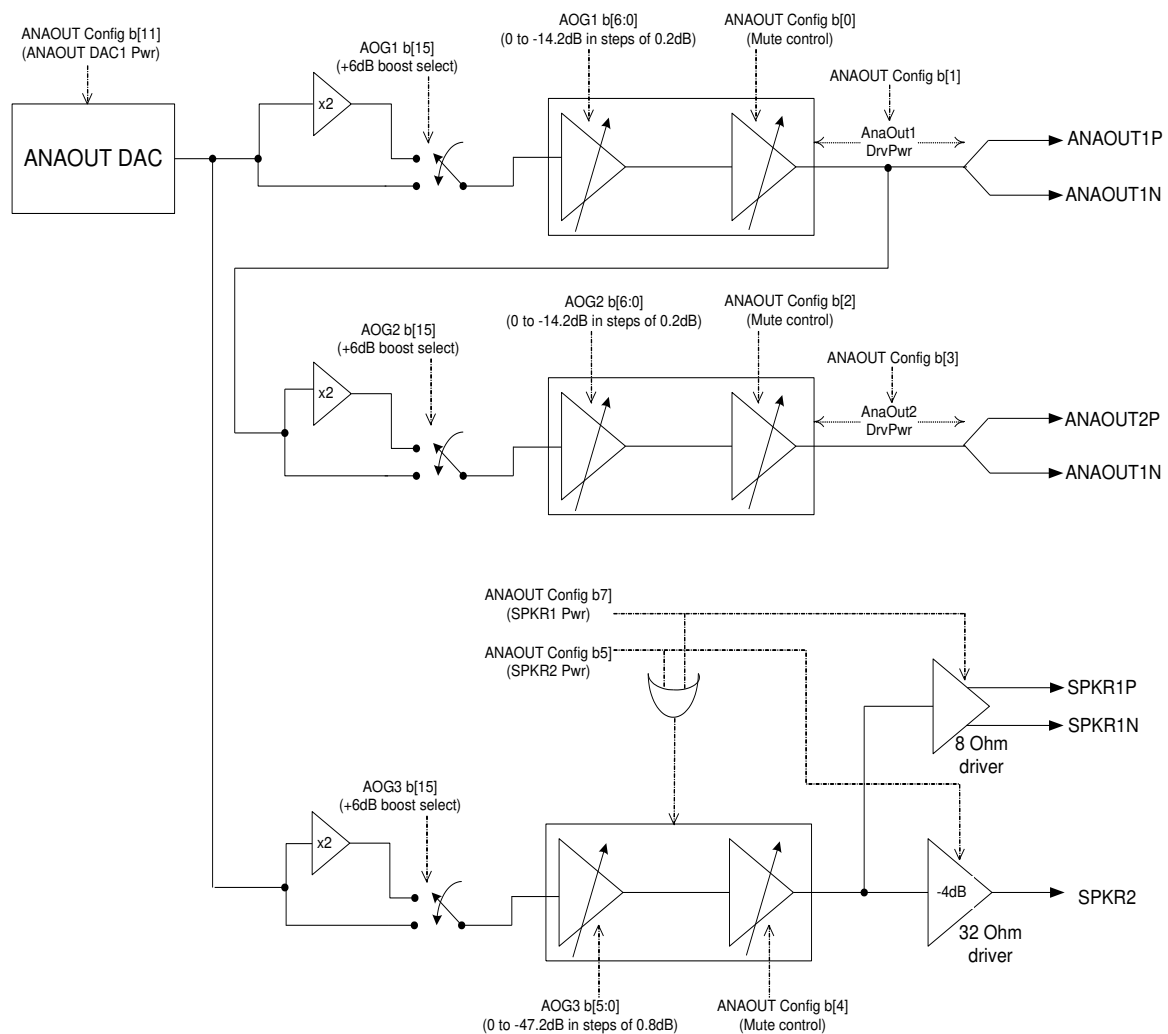 ANAOUT Config b[11]
(ANAOUT DAC1 Pwr)
AOG1 b[15]
(+6dB boost select)
AOG1 b[6:0]
(0 to -14.2dB in steps of 0.2dB)
ANAOUT Config b[0]
(Mute control)
ANAOUT Config b[1]
ANAOUT DAC
x2
AnaOut1
DrvPwr
ANAOUT1P
ANAOUT1N
AOG2 b[15]
(+6dB boost select)
AOG2 b[6:0]
(0 to -14.2dB in steps of 0.2dB)
ANAOUT Config b[2]
(Mute control)
ANAOUT Config b[3]
x2
AnaOut2
DrvPwr
ANAOUT2P
ANAOUT1N
ANAOUT Config b7]
(SPKR1 Pwr)
ANAOUT Config b5]
(SPKR2 Pwr)
SPKR1P
SPKR1N
8 Ohm
driver
AOG3 b[15]
(+6dB boost select)
x2
-4dB
SPKR2
32 Ohm
driver
AOG3 b[5:0]
(0 to -47.2dB in steps of 0.8dB)
ANAOUT Config b[4]
(Mute control)